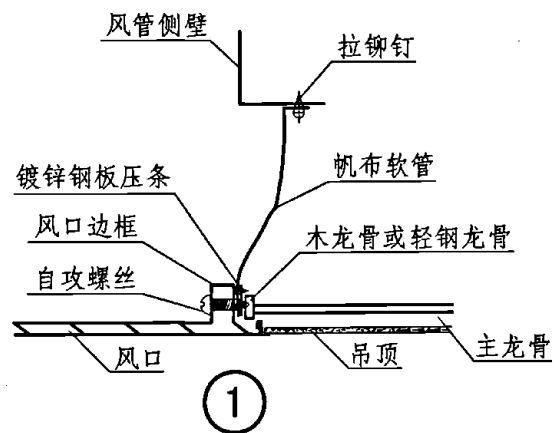 风管侧壁
拉铆钉
镀锌钢板压条
帆布软管
风口边框
木龙骨或轻钢龙骨
自攻螺丝
风口
吊顶
主龙骨
1